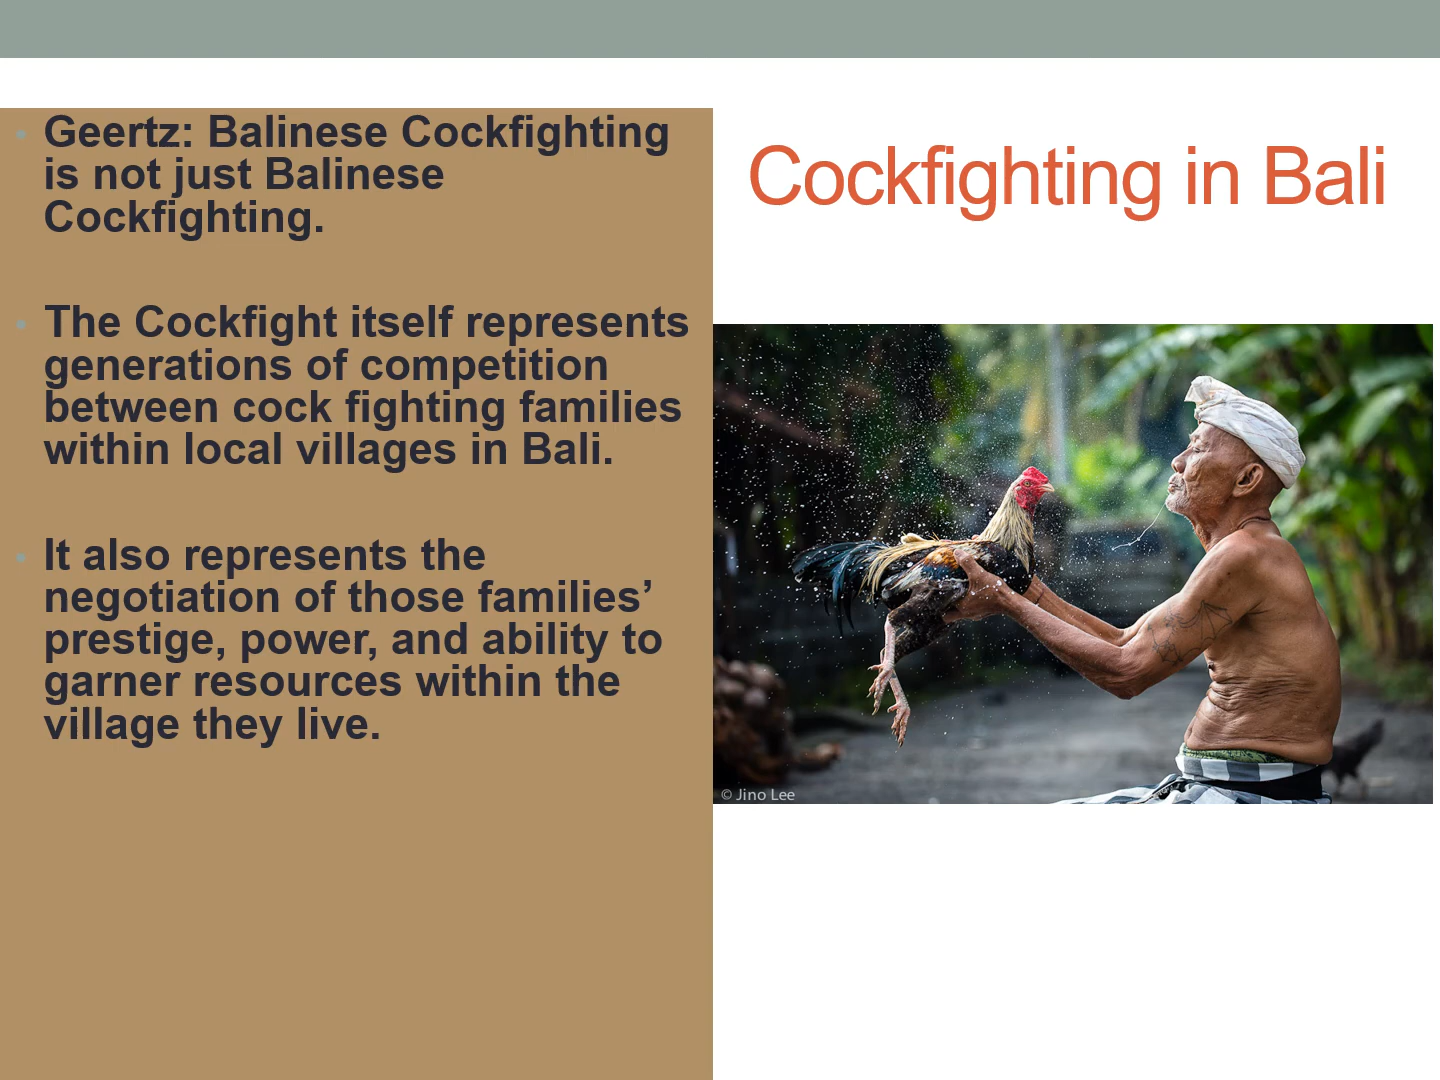 Cockfighting in Bali
• Geertz: Balinese Cockfighting
is not just Balinese
Cockfighting.
• The Cockfight itself represents
generations of competition
between cock fighting families
within local villages in Bali.
• It also represents the
negotiation of those families’
prestige, power, and ability to
garner resources within the
village they live.
© Jino Lee